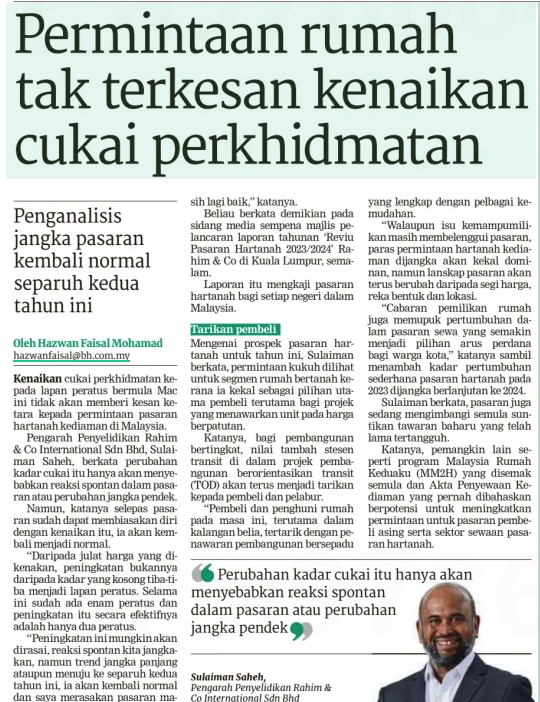 Permintaan rumah
tak terkesan kenaikan
cukai perkhidmatan
Penganalisis
jangka pasaran
kembali normal
separuh kedua
tahun ini
Oleh Hazwan Faisal Mohamad
hazwanfaisal@bh.com.my
Kenaikan cukai perkhidmatan ke-
pada lapan peratus bermula Mac
ini tidak akan memberi kesan ke-
tara kepada permintaan pasaran
hartanah kediaman di Malaysia.
Pengarah Penyelidikan Rahim
& Co International Sdn Bhd, Sulai-
man Saheh, berkata perubahan
kadar cukai itu hanya akan menye-
babkan reaksi spontan dalam pasa-
ran atau perubahan jangka pendek.
Namun, katanya selepas pasa-
ran sudah dapat membiasakan diri
dengan kenaikan itu, ia akan kem-
bali menjadi normal.
“Daripada julat harga yang di-
kenakan, peningkatan bukannya
daripada kadar yang kosong tiba-ti-
ba menjadi lapan peratus. Selama
ini sudah ada enam peratus dan
peningkatan itu secara efektifnya
adalah hanya dua peratus.
“Peningkatan ini mungkin akan
dirasai, reaksi spontan kita jangka-
kan, namun trend jangka panjang
ataupun menuju ke separuh kedua
tahun ini, ia akan kembali normal
dan saya merasakan pasaran ma-
sih lagi baik,” katanya.
Beliau berkata demikian pada
sidang media sempena majlis pe-
lancaran laporan tahunan ‘Reviu
Pasaran Hartanah 2023/2024’ Ra-
him & Co di Kuala Lumpur, sema-
lam.
Laporan itu mengkaji pasaran
hartanah bagi setiap negeri dalam
Malaysia.
Tarikan pembeli
Mengenai prospek pasaran har-
tanah untuk tahun ini, Sulaiman
berkata, permintaan kukuh dilihat
untuk segmen rumah bertanah ke-
rana ia kekal sebagai pilihan uta-
ma pembeli terutama bagi projek
yang menawarkan unit pada harga
berpatutan.
Katanya, bagi pembangunan
bertingkat, nilai tambah stesen
transit di dalam projek pemba-
ngunan berorientasikan transit
(TOD) akan terus menjadi tarikan
kepada pembeli dan pelabur.
“Pembeli dan penghuni rumah
pada masa ini, terutama dalam
kalangan belia, tertarik dengan pe-
nawaran pembangunan bersepadu
yang lengkap dengan pelbagai ke-
mudahan.
“Walaupun isu kemampumili-
kan masih membelenggui pasaran,
paras permintaan hartanah kedia-
man dijangka akan kekal domi-
nan, namun lanskap pasaran akan
terus berubah daripada segi harga,
reka bentuk dan lokasi.
“Cabaran pemilikan rumah
juga memupuk pertumbuhan da-
lam pasaran sewa yang semakin
menjadi pilihan arus perdana
bagi warga kota,” katanya sambil
menambah kadar pertumbuhan
sederhana pasaran hartanah pada
2023 dijangka berlanjutan ke 2024.
Sulaiman berkata, pasaran juga
sedang mengimbangi semula sun-
tikan tawaran baharu yang telah
lama tertangguh.
Katanya, pemangkin lain se-
perti program Malaysia Rumah
Keduaku (MM2H) yang disemak
semula dan Akta Penyewaan Ke-
diaman yang pernah dibahaskan
berpotensi untuk meningkatkan
permintaan untuk pasaran pembe-
li asing serta sektor sewaan pasa-
ran hartanah.
“Perubahan kadar cukai itu hanya akan
menyebabkan reaksi spontan
dalam pasaran atau perubahan
jangka pendek”
Sulaiman Saheh,
Pengarah Penyelidikan Rahim &
Co International Sdn Bhd